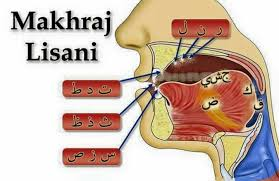 Makhraj
Lisani
ر ن ل
ت د ط
ث ذ ظ
س ز ص
ج ش ي
ض
ك
ق